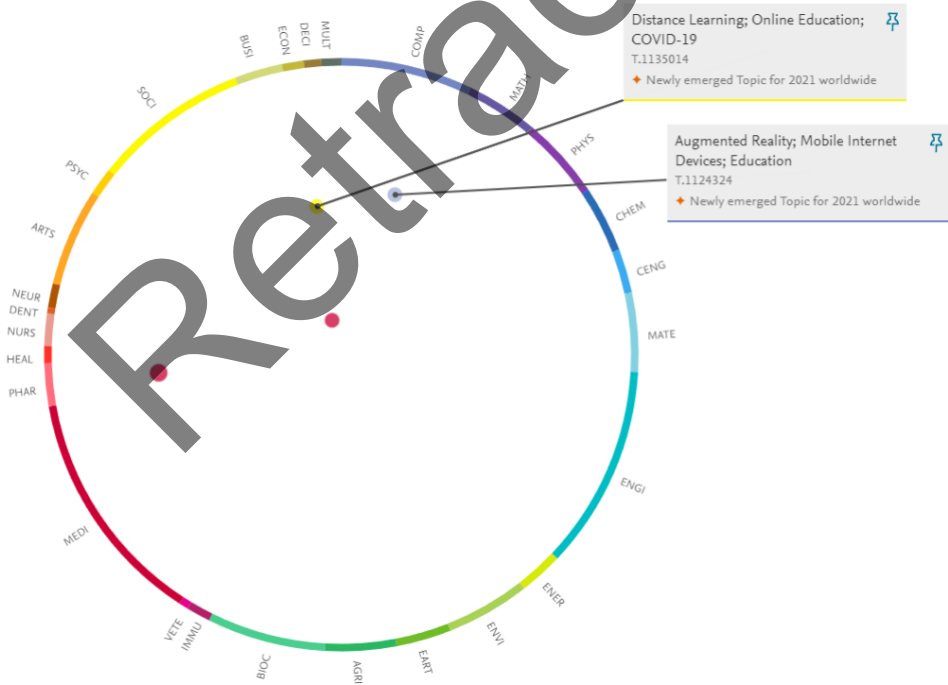 Distance Learning; Online Education;
COVID-19
T.1135014
Newly emerged Topic for 2021 worldwide
Augmented Reality; Mobile Internet
Devices; Education
T.1124324
Newly emerged Topic for 2021 worldwide
MULT
DECI
ECON
BUSI
SOCI
PSYC
ARTS
NEUR
DENT
NURS
HEAL
PHAR
MEDI
VETE
IMMU
BIOC
AGRI
EART
ENVI
ENER
ENGI
MATE
CENG
CHEM
PHYS
MATH
COMP
Retrac